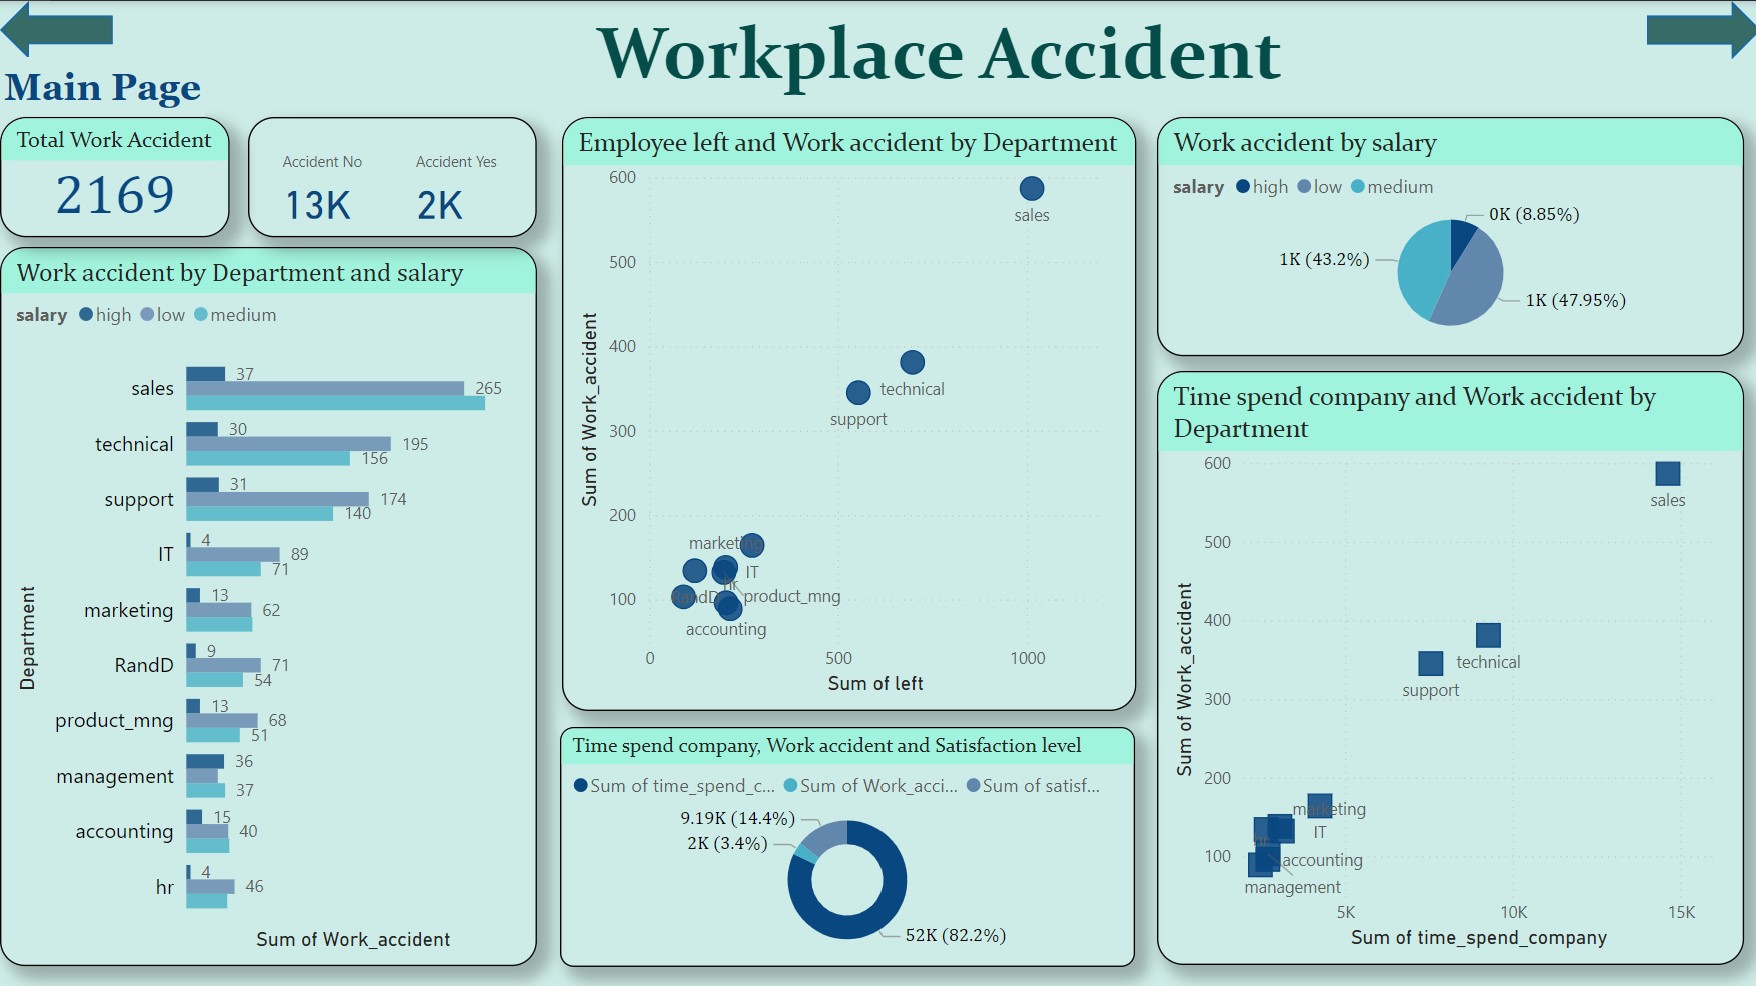 Workplace Accident
Main Page
Total Work Accident
2169
Accident No
13K
Accident Yes
2K
Work accident by Department and salary
salary high low medium
Department
sales
37
265
technical
30
195
156
support
31
174
140
IT
4
89
71
marketing
13
62
RandD
9
71
54
product_mng
13
68
51
management
36
37
accounting
15
40
hr
4
46
Sum of Work_accident
Employee left and Work accident by Department
Sum of Work_accident
600
500
400
300
200
100
sales
technical
support
marketing
IT
hr
RandD
product_mng
accounting
0
500
1000
Sum of left
Time spend company, Work accident and Satisfaction level
Sum of time_spend_c... Sum of Work_acci... Sum of satisf...
9.19K (14.4%)
2K (3.4%)
52K (82.2%)
Work accident by salary
salary high low medium
0K (8.85%)
1K (43.2%)
1K (47.95%)
Time spend company and Work accident by
Department
Sum of Work_accident
600
500
400
300
200
100
sales
technical
support
marketing
IT
hr
accounting
management
5K
10K
15K
Sum of time_spend_company